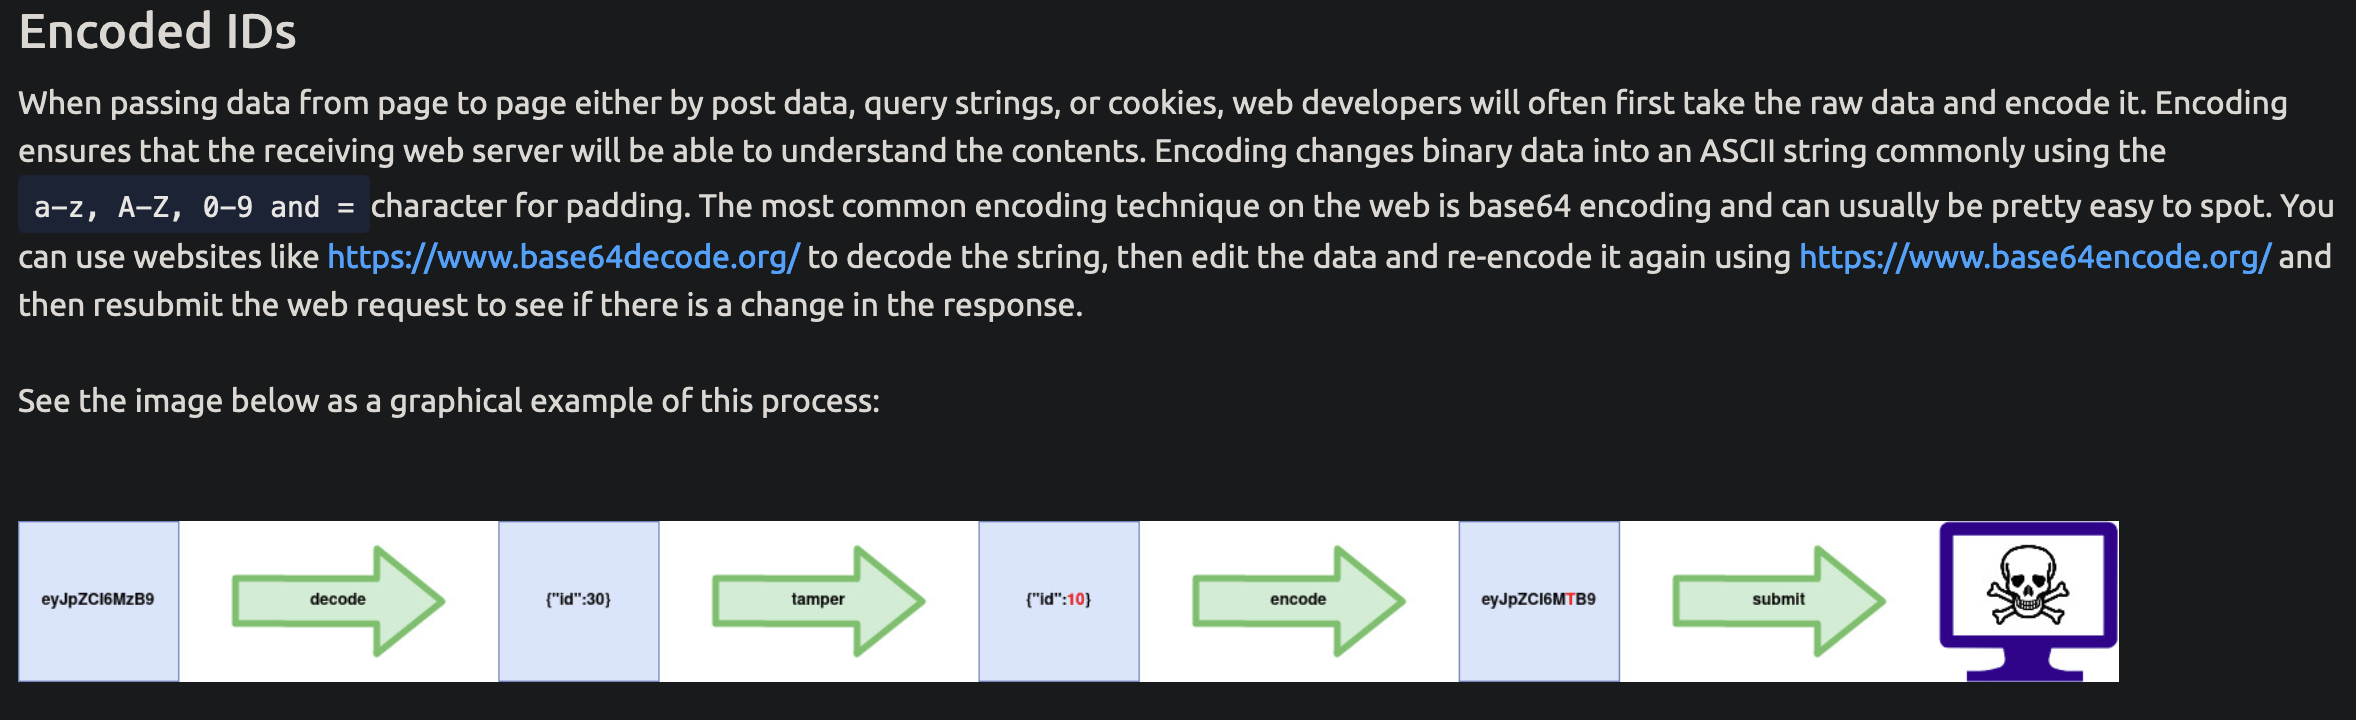 Encoded IDs
When passing data from page to page either by post data, query strings, or cookies, web developers will often first take the raw data and encode it. Encoding
ensures that the receiving web server will be able to understand the contents. Encoding changes binary data into an ASCII string commonly using the
a-z, A-Z, 0-9 and = character for padding. The most common encoding technique on the web is base64 encoding and can usually be pretty easy to spot. You
can use websites like https://www.base64decode.org/ to decode the string, then edit the data and re-encode it again using https://www.base64encode.org/ and
then resubmit the web request to see if there is a change in the response.
See the image below as a graphical example of this process:
eyJpZCI6MzB9
decode
{"id":30}
tamper
{"id":10}
encode
eyJpZCI6MTB9
submit